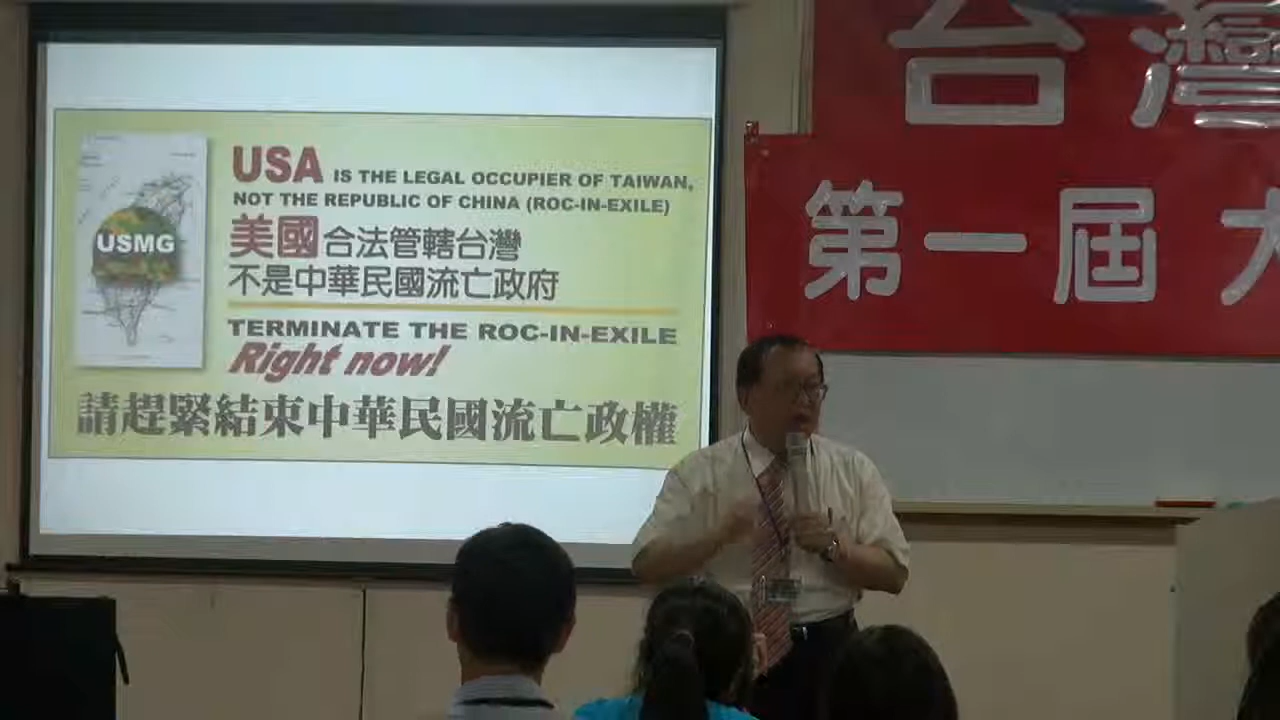 USMG
USA IS THE LEGAL OCCUPIER OF TAIWAN,
NOT THE REPUBLIC OF CHINA (ROC-IN-EXILE)
美國合法管轄台灣
不是中華民國流亡政府
TERMINATE THE ROC-IN-EXILE
Right now!
請趕緊結束中華民國流亡政權
台灣
第一屆大